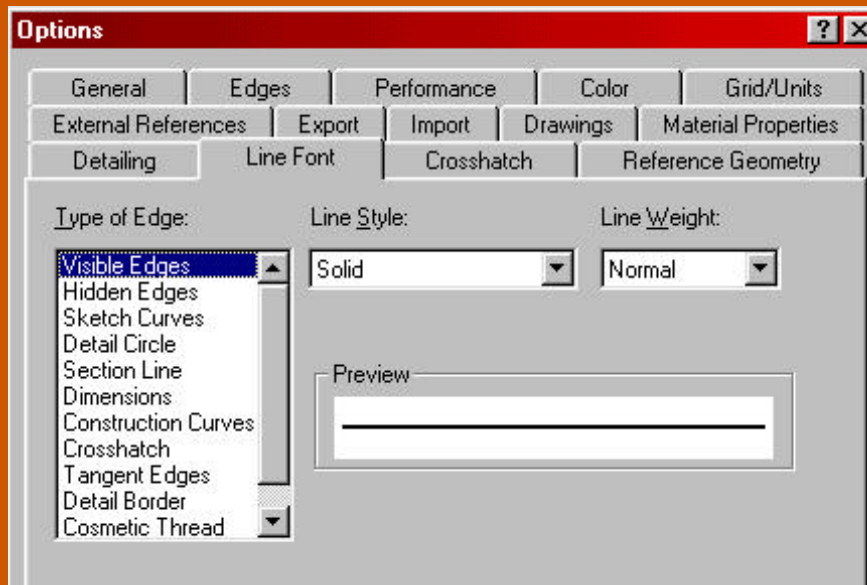 Options
General Edges Performance Color Grid/Units
External References Export Import Drawings Material Properties
Detailing Line Font Crosshatch Reference Geometry
Type of Edge: Line Style: Line Weight:
Visible Edges Solid Normal
Hidden Edges
Sketch Curves
Detail Circle
Section Line
Preview
Dimensions
Construction Curves
Crosshatch
Tangent Edges
Detail Border
Cosmetic Thread